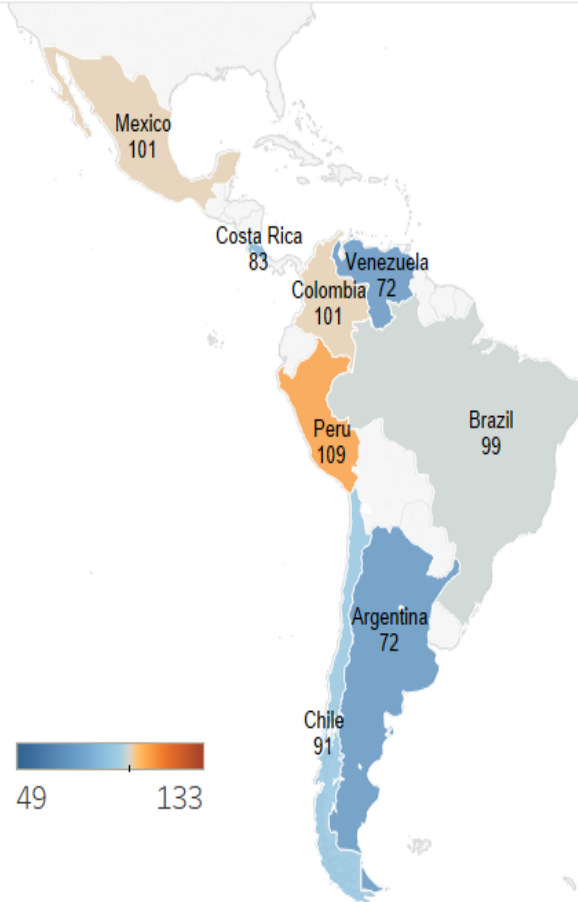 Mexico
101
Costa Rica
83
Venezuela
72
Colombia
101
Peru
109
Brazil
99
Argentina
72
Chile
91
49 133